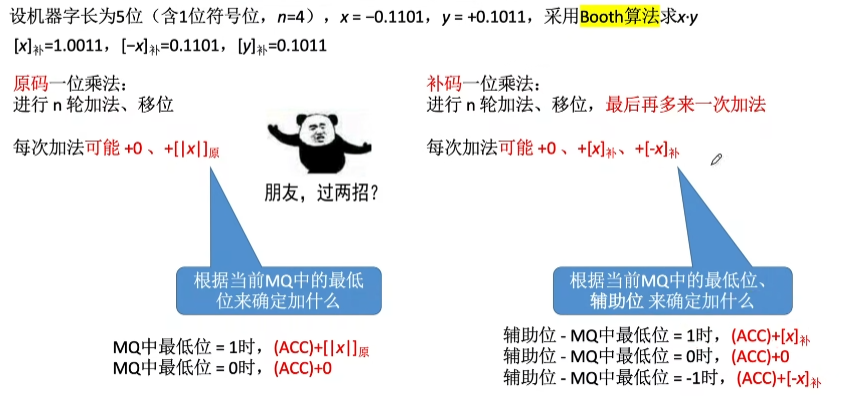 设机器字长为5位（含1位符号位，n=4），x = −0.1101，y = +0.1011，采用Booth算法求x·y
[x]补=1.0011，[−x]补=0.1101，[y]补=0.1011
原码一位乘法：
进行 n 轮加法、移位
每次加法可能 +0 、+[|x|]原
朋友，过两招?
根据当前MQ中的最低
位来确定加什么
MQ中最低位 = 1时，(ACC)+[|x|]原
MQ中最低位 = 0时，(ACC)+0
补码一位乘法：
进行 n 轮加法、移位，最后再多来一次加法
每次加法可能 +0 、+[x]补、+[-x]补
根据当前MQ中的最低位、
辅助位 来确定加什么
辅助位 - MQ中最低位 = 1时，(ACC)+[x]补
辅助位 - MQ中最低位 = 0时，(ACC)+0
辅助位 - MQ中最低位 = -1时，(ACC)+[-x]补